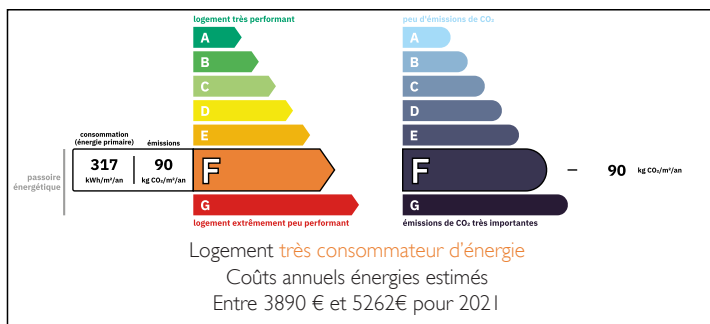 logement très performant
A
B
C
D
E
consommation
(énergie primaire)
émissions
317
90
kWh/m²/an
kg CO₂/m²/an
F
passoire
énergétique
G
logement extrêmement peu performant
peu d'émissions de CO₂
A
B
C
D
E
F
90 kg CO₂/m²/an
G
émissions de CO₂ très importantes
Logement très consommateur d'énergie
Coûts annuels énergies estimés
Entre 3890 € et 5262€ pour 2021